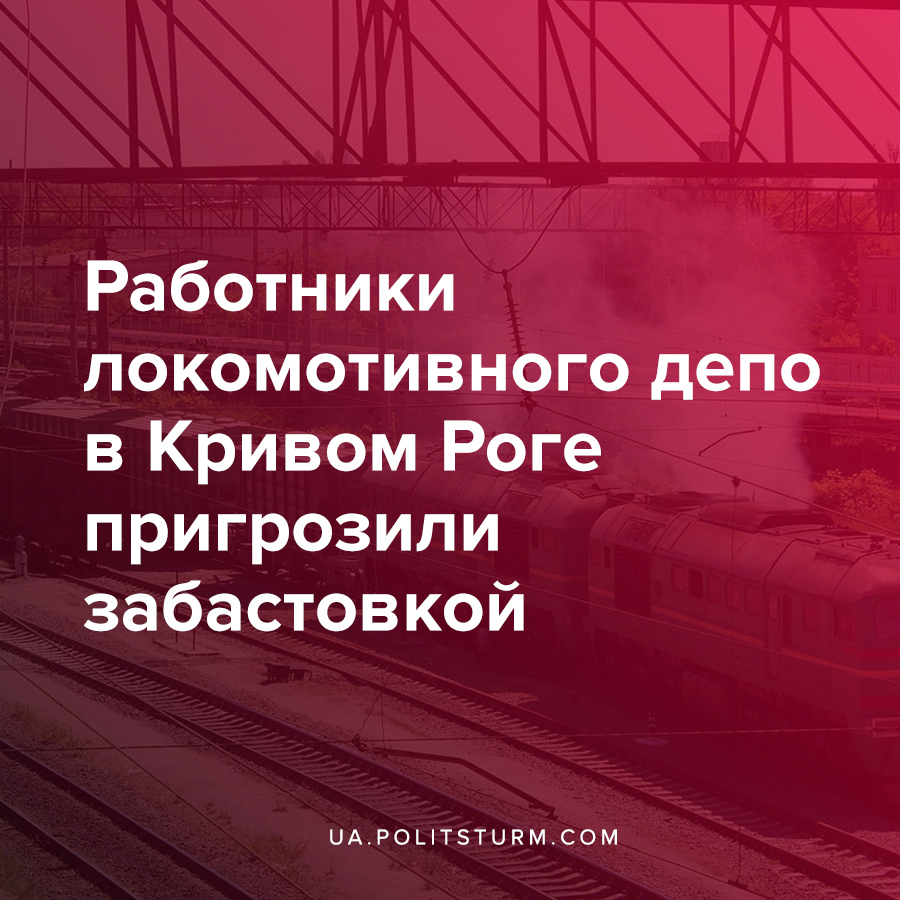 Работники
локомотивного депо
в Кривом Роге
пригрозили
забастовкой
UA.POLITSTURM.COM